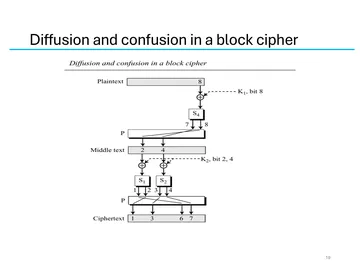 Diffusion and confusion in a block cipher
Diffusion and confusion in a block cipher
Plaintext 8
K1, bit 8
S4
7 8
P
Middle text 2 4
K2, bit 2, 4
S1 S2
1 2 3 4
P
Ciphertext 1 3 6 7